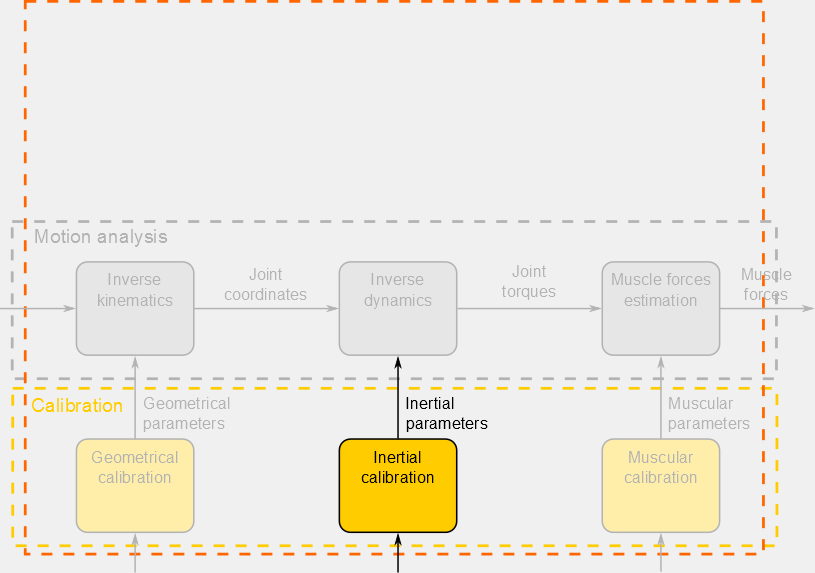 Motion analysis
Inverse
kinematics
Joint
coordinates
Inverse
dynamics
Joint
torques
Muscle forces
estimation
Muscle
forces
Calibration
Geometrical
parameters
Inertial
parameters
Muscular
parameters
Geometrical
calibration
Inertial
calibration
Muscular
calibration